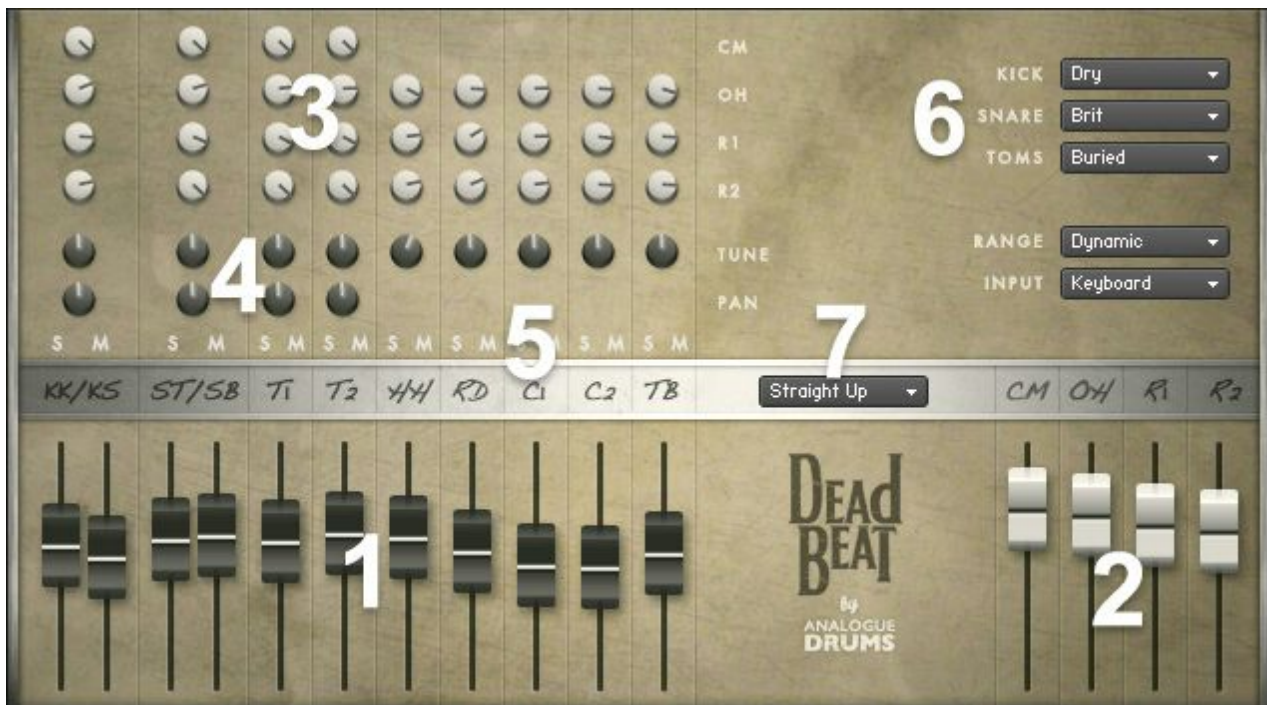 CM
OH
R1
R2
TUNE
PAN
3
4
5
6
7
KICK Dry
SNARE Brit
TOMS Buried
RANGE Dynamic
INPUT Keyboard
S M S M S M S M S M S M S M S M
KK/KS ST/SB T1 T2 HH RD C1 C2 TB Straight Up CM OH R1 R2
1
2
DEAD BEAT
By
ANALOGUE
DRUMS